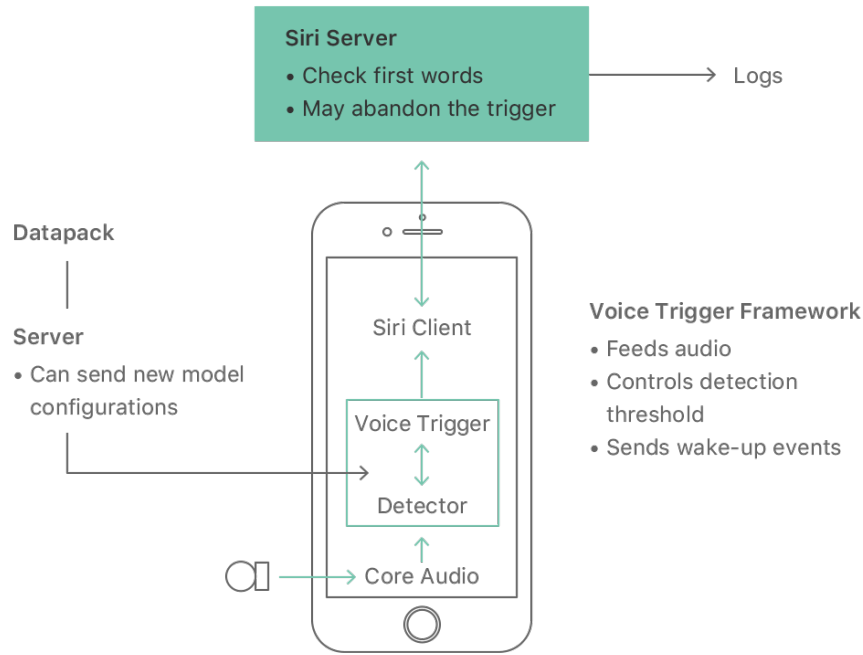 Siri Server
• Check first words
• May abandon the trigger
Logs
Datapack
Server
• Can send new model
configurations
Siri Client
Voice Trigger
Detector
Core Audio
Voice Trigger Framework
• Feeds audio
• Controls detection
threshold
• Sends wake-up events